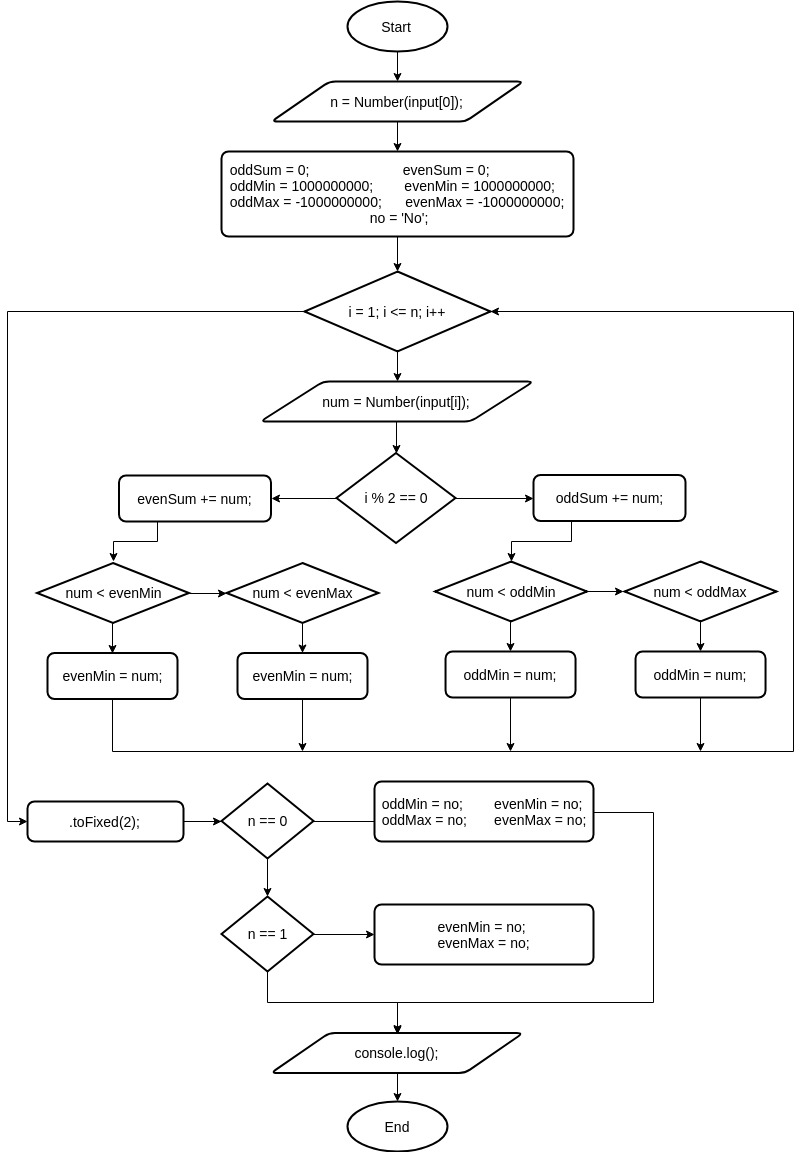 Start
n = Number(input[0]);
oddSum = 0; evenSum = 0;
oddMin = 1000000000; evenMin = 1000000000;
oddMax = -1000000000; evenMax = -1000000000;
no = 'No';
i = 1; i <= n; i++
num = Number(input[i]);
evenSum += num;
i % 2 == 0
oddSum += num;
num < evenMin
num < evenMax
num < oddMin
num < oddMax
evenMin = num;
evenMin = num;
oddMin = num;
oddMin = num;
.toFixed(2);
n == 0
oddMin = no; evenMin = no;
oddMax = no; evenMax = no;
n == 1
evenMin = no;
evenMax = no;
console.log();
End